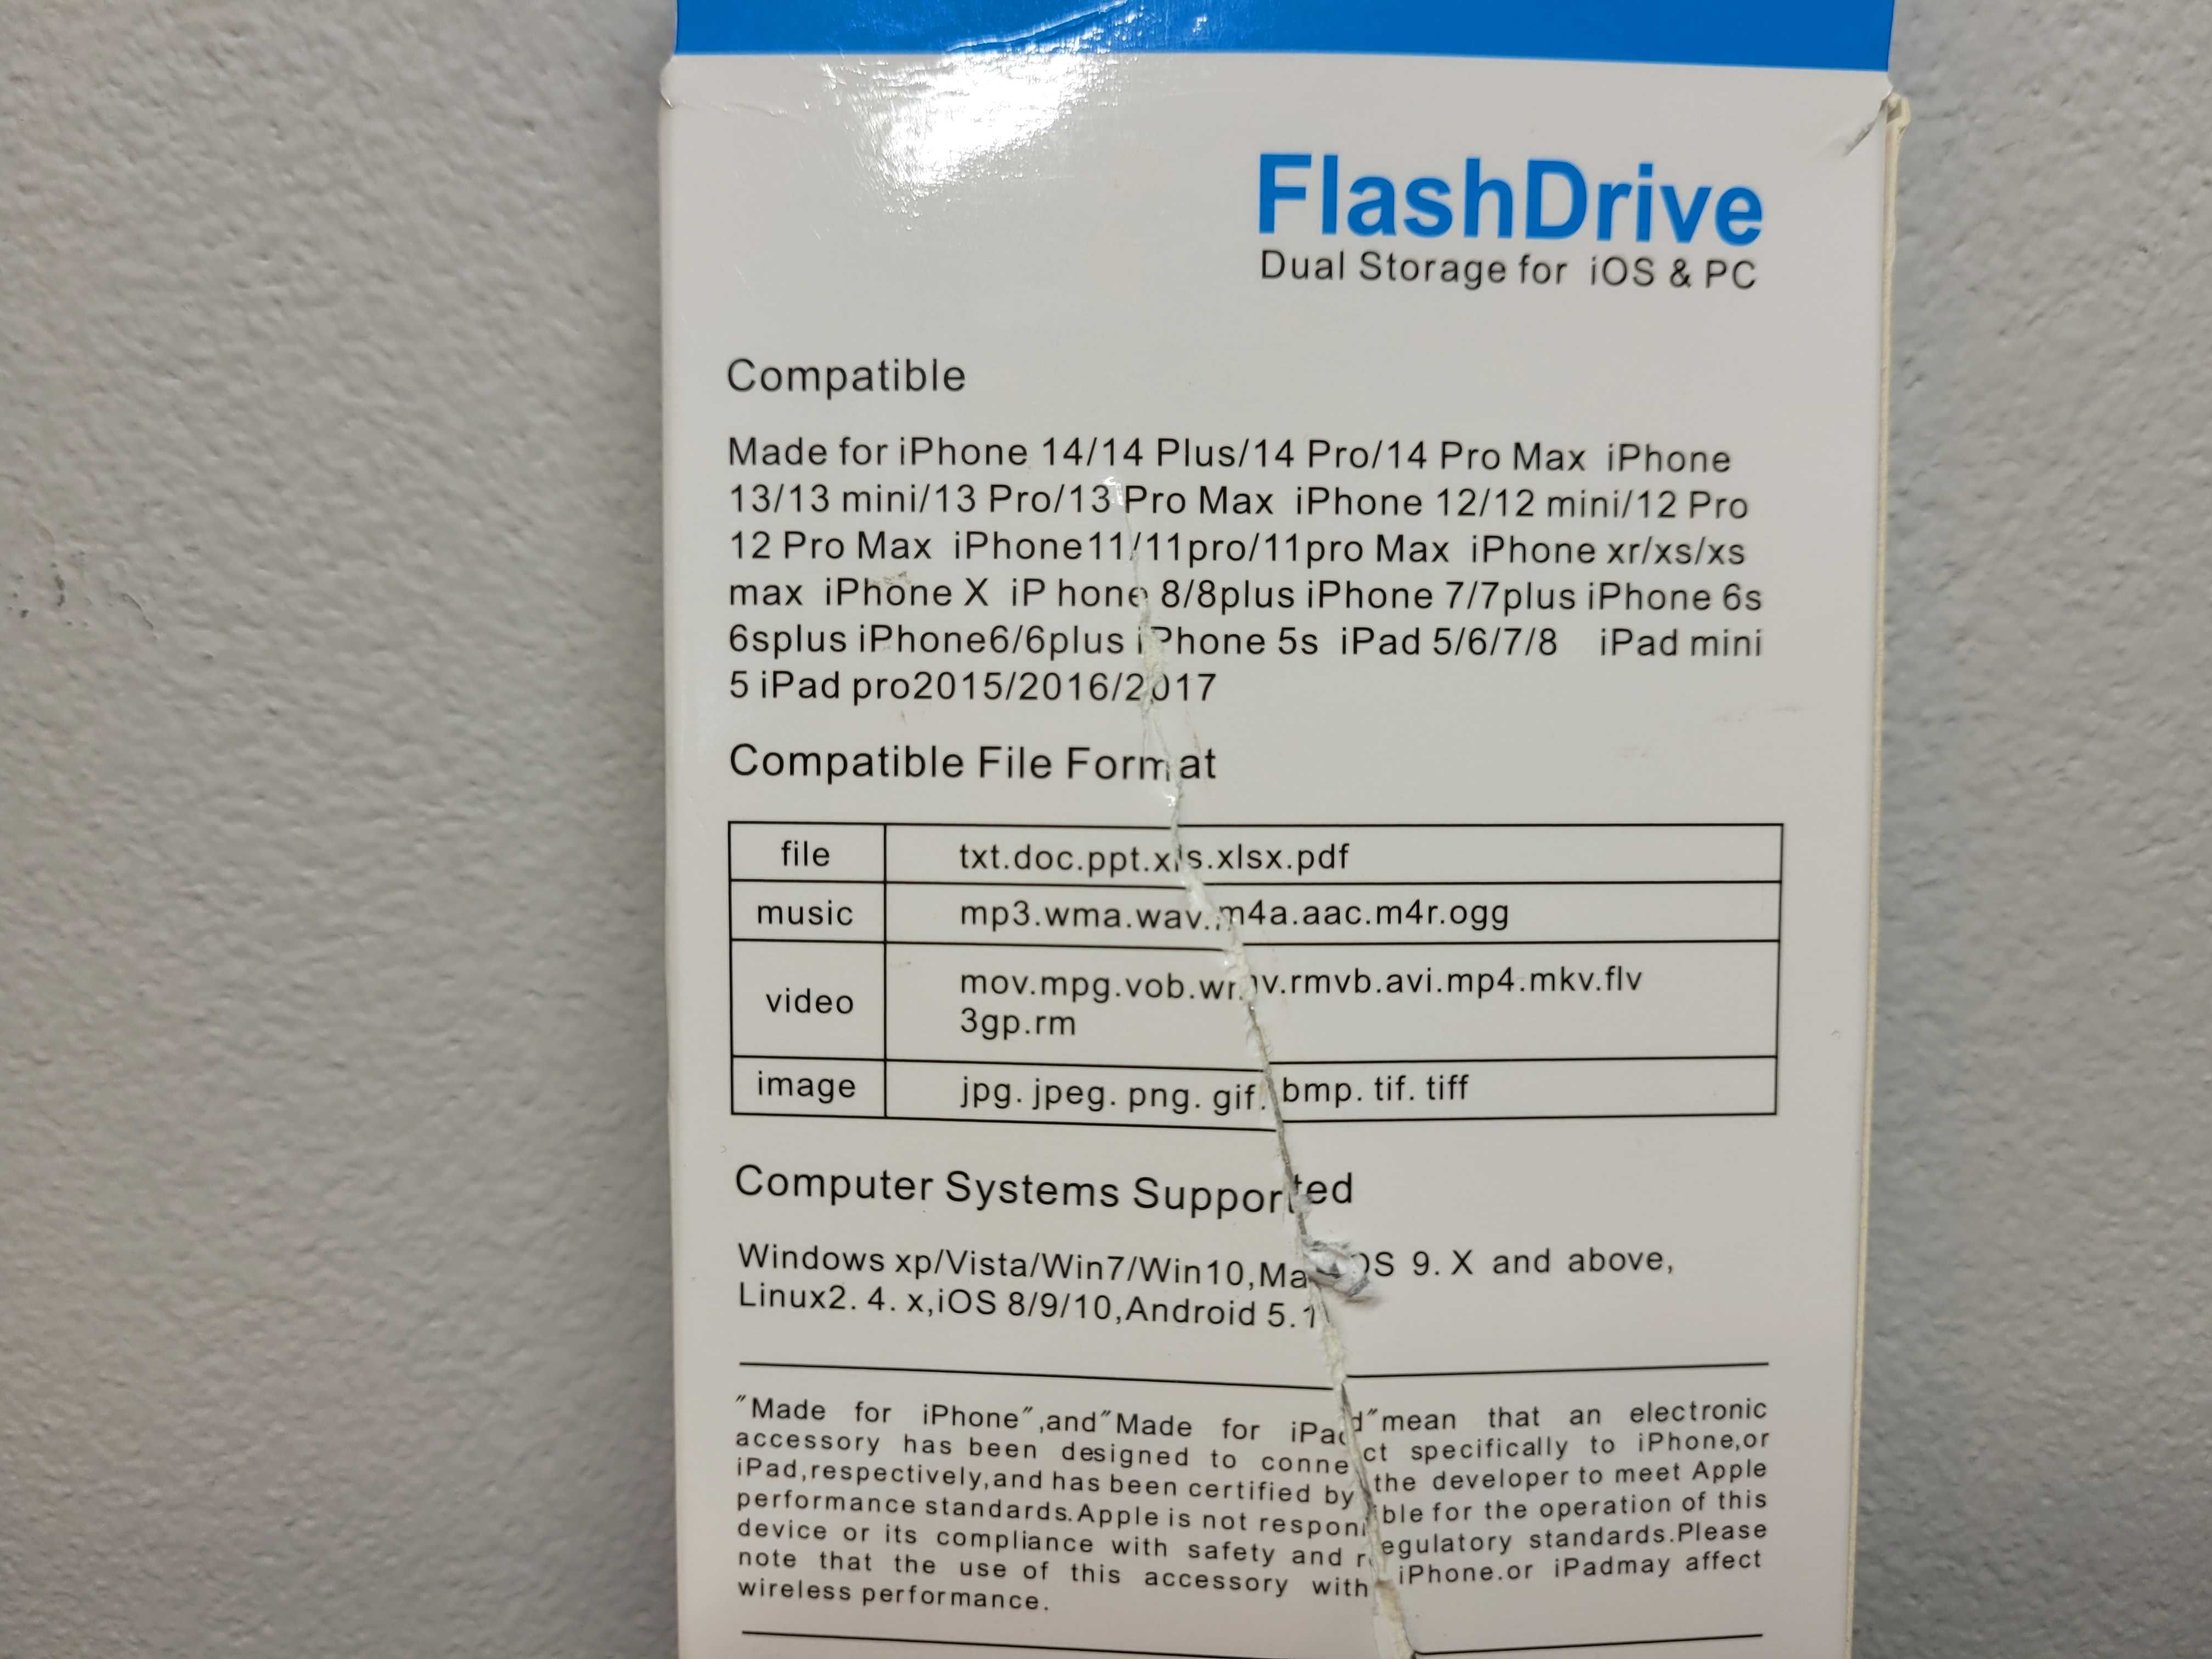 FlashDrive
Dual Storage for iOS & PC
Compatible
Made for iPhone 14/14 Plus/14 Pro/14 Pro Max iPhone
13/13 mini/13 Pro/13 Pro Max iPhone 12/12 mini/12 Pro
12 Pro Max iPhone11/11pro/11pro Max iPhone xr/xs/xs
max iPhone X iP hone 8/8plus iPhone 7/7plus iPhone 6s
6splus iPhone6/6plus iPhone 5s iPad 5/6/7/8 iPad mini
5 iPad pro2015/2016/2017
Compatible File Format
file txt.doc.ppt.xls.xlsx.pdf
music mp3.wma.wav.m4a.aac.m4r.ogg
video mov.mpg.vob.wmv.rmvb.avi.mp4.mkv.flv
3gp.rm
image jpg. jpeg. png. gif. bmp. tif. tiff
Computer Systems Supported
Windows xp/Vista/Win7/Win10,Mac OS 9. X and above,
Linux2. 4. x,iOS 8/9/10,Android 5.1
"Made for iPhone",and"Made for iPad"mean that an electronic
accessory has been designed to connect specifically to iPhone,or
iPad,respectively,and has been certified by the developer to meet Apple
performance standards.Apple is not responible for the operation of this
device or its compliance with safety and regulatory standards.Please
note that the use of this accessory with iPhone.or iPadmay affect
wireless performance.